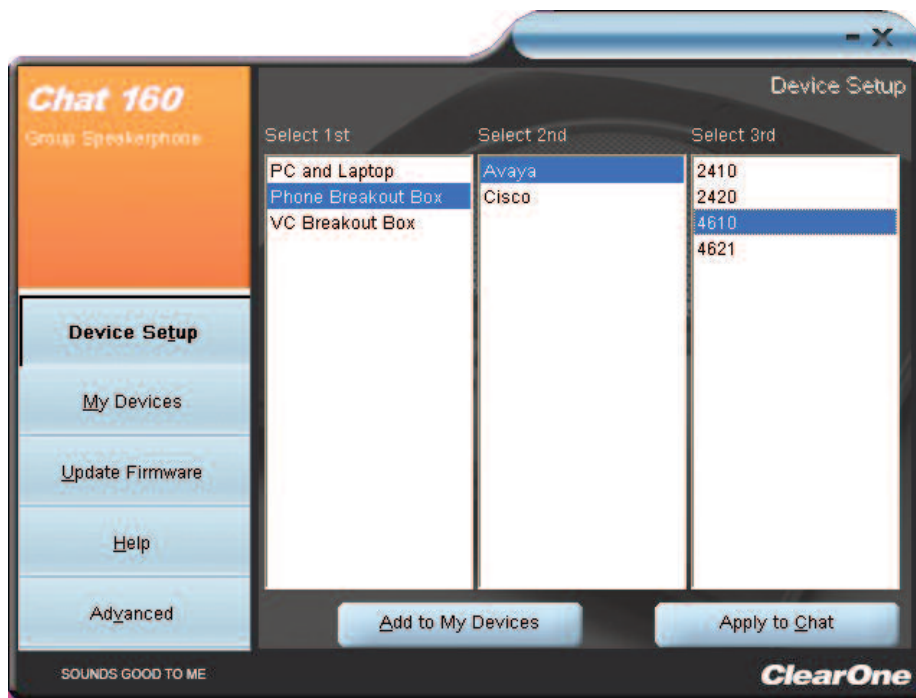 - X
Chat 160
Group Speakerphone
Device Setup
Select 1st
Select 2nd
Select 3rd
PC and Laptop
Phone Breakout Box
VC Breakout Box
Avaya
Cisco
2410
2420
4610
4621
Device Setup
My Devices
Update Firmware
Help
Advanced
Add to My Devices
Apply to Chat
SOUNDS GOOD TO ME
ClearOne